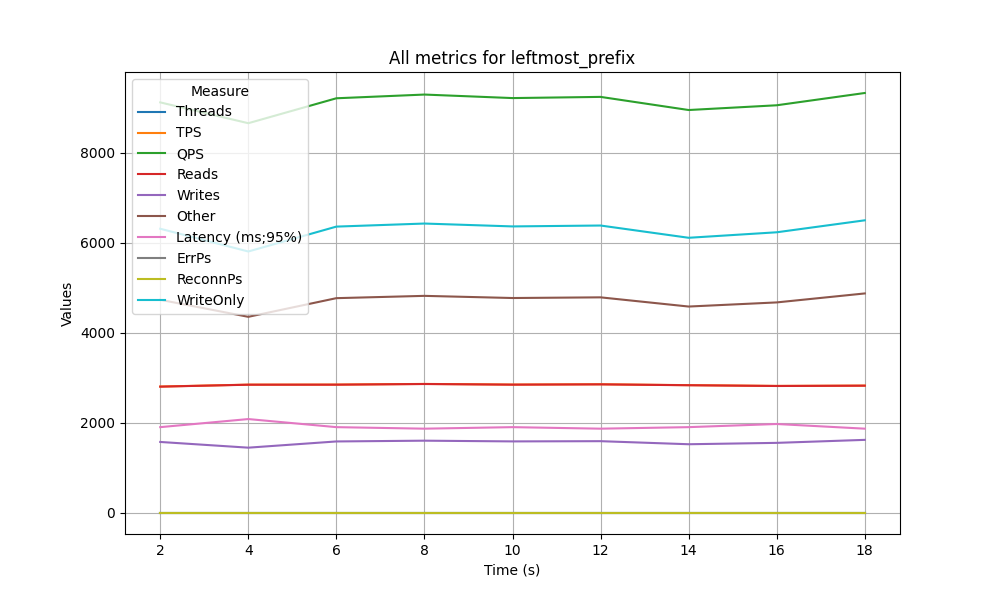 All metrics for leftmost_prefix
Measure
Threads
TPS
QPS
Reads
Writes
Other
Latency (ms;95%)
ErrPs
ReconnPs
WriteOnly
Values
8000
6000
4000
2000
0
2 4 6 8 10 12 14 16 18
Time (s)